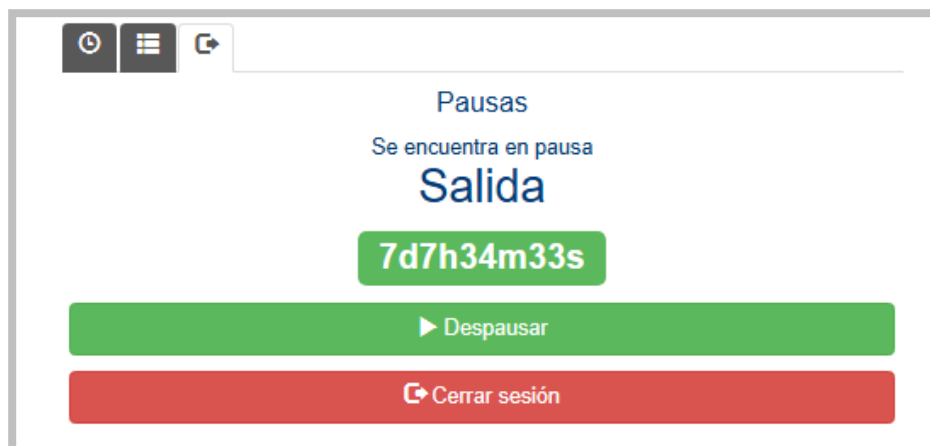 Pausas
Se encuentra en pausa
Salida
7d7h34m33s
Despausar
Cerrar sesión